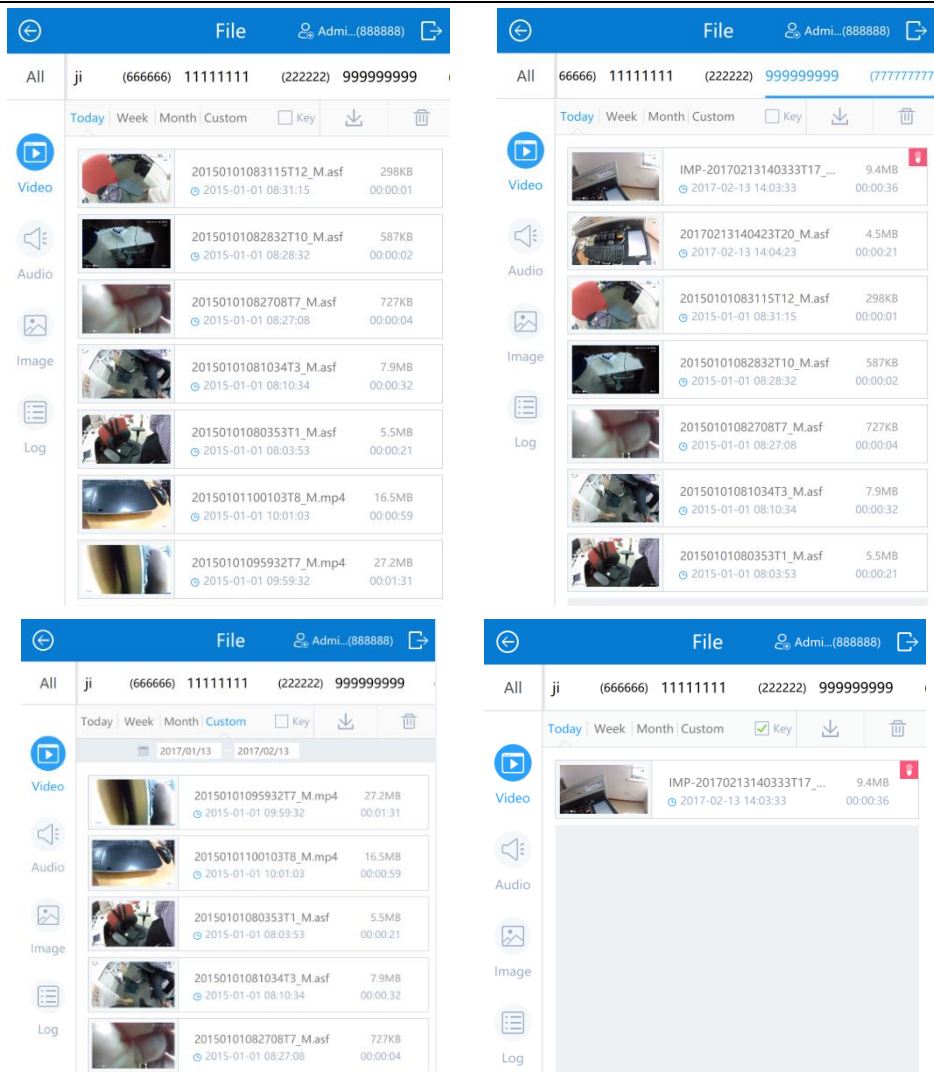 File Admi...(888888)
All ji (666666) 11111111 (222222) 999999999
Today Week Month Custom Key
Video
Audio
Image
Log
20150101083115T12_M.asf 298KB
2015-01-01 08:31:15 00:00:01
20150101082832T10_M.asf 587KB
2015-01-01 08:28:32 00:00:02
20150101082708T7_M.asf 727KB
2015-01-01 08:27:08 00:00:04
20150101081034T3_M.asf 7.9MB
2015-01-01 08:10:34 00:00:32
20150101080353T1_M.asf 5.5MB
2015-01-01 08:03:53 00:00:21
20150101100103T8_M.mp4 16.5MB
2015-01-01 10:01:03 00:00:59
20150101095932T7_M.mp4 27.2MB
2015-01-01 09:59:32 00:01:31
File Admi...(888888)
All 66666) 11111111 (222222) 999999999 (777777777
Today Week Month Custom Key
Video
Audio
Image
Log
IMP-20170213140333T17_... 9.4MB
2017-02-13 14:03:33 00:00:36
20170213140423T20_M.asf 4.5MB
2017-02-13 14:04:23 00:00:21
20150101083115T12_M.asf 298KB
2015-01-01 08:31:15 00:00:01
20150101082832T10_M.asf 587KB
2015-01-01 08:28:32 00:00:02
20150101082708T7_M.asf 727KB
2015-01-01 08:27:08 00:00:04
20150101081034T3_M.asf 7.9MB
2015-01-01 08:10:34 00:00:32
20150101080353T1_M.asf 5.5MB
2015-01-01 08:03:53 00:00:21
File Admi...(888888)
All ji (666666) 11111111 (222222) 999999999
Today Week Month Custom Key
2017/01/13 – 2017/02/13
Video
Audio
Image
Log
20150101095932T7_M.mp4 27.2MB
2015-01-01 09:59:32 00:01:31
20150101100103T8_M.mp4 16.5MB
2015-01-01 10:01:03 00:00:59
20150101080353T1_M.asf 5.5MB
2015-01-01 08:03:53 00:00:21
20150101081034T3_M.asf 7.9MB
2015-01-01 08:10:34 00:00:32
20150101082708T7_M.asf 727KB
2015-01-01 08:27:08 00:00:04
File Admi...(888888)
All ji (666666) 11111111 (222222) 999999999
Today Week Month Custom Key
Video
Audio
Image
Log
IMP-20170213140333T17_... 9.4MB
2017-02-13 14:03:33 00:00:36